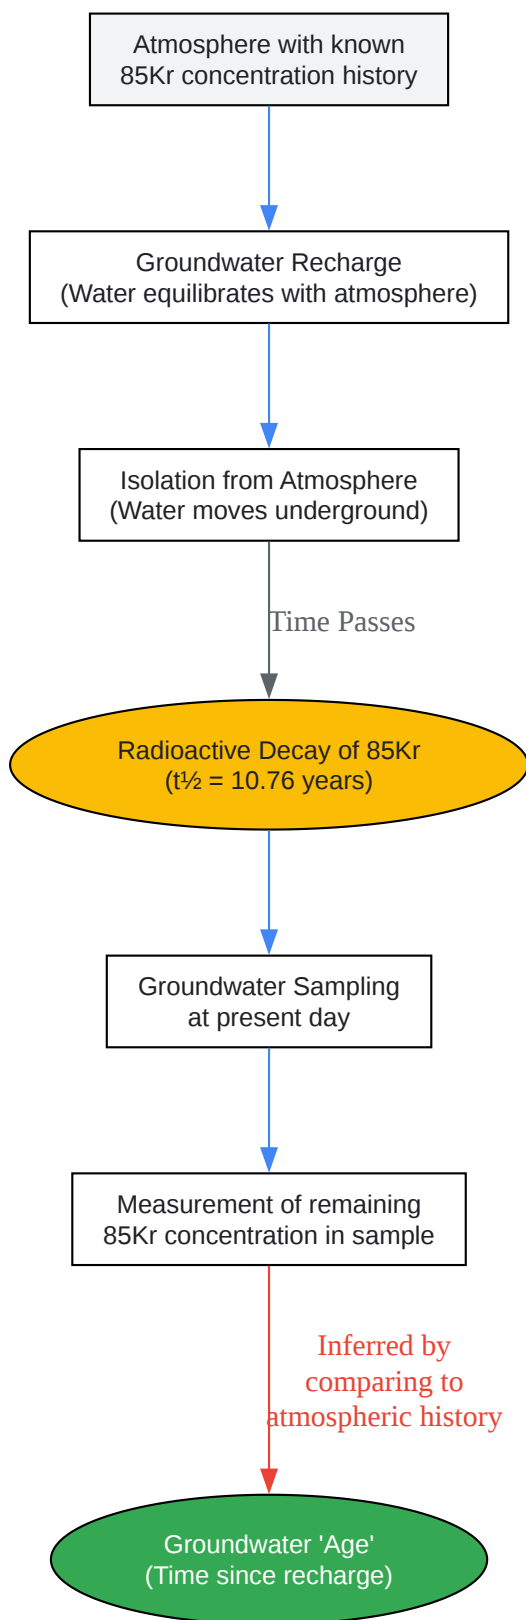 Atmosphere with known
85Kr concentration history
Groundwater Recharge
(Water equilibrates with atmosphere)
Isolation from Atmosphere
(Water moves underground)
Time Passes
Radioactive Decay of 85Kr
(t½ = 10.76 years)
Groundwater Sampling
at present day
Measurement of remaining
85Kr concentration in sample
Inferred by
comparing to
atmospheric history
Groundwater 'Age'
(Time since recharge)